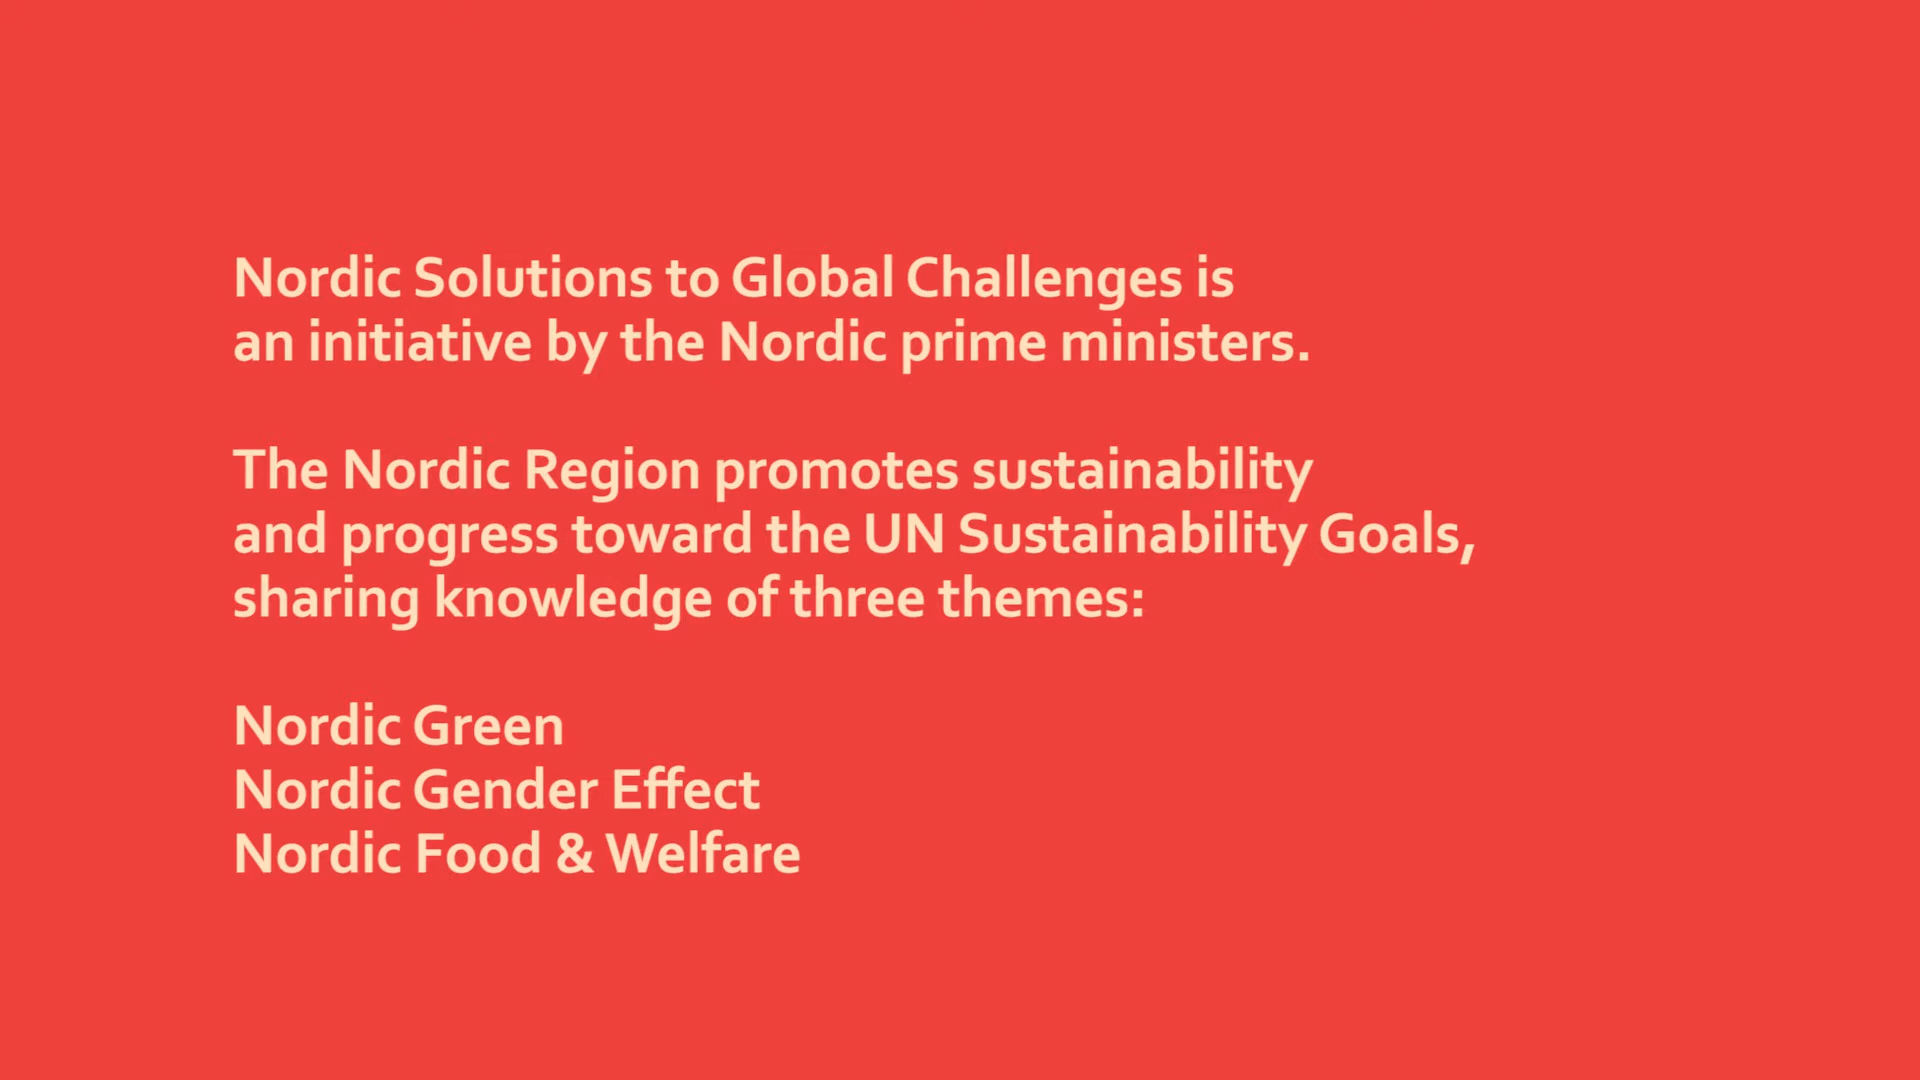 Nordic Solutions to Global Challenges is
an initiative by the Nordic prime ministers.
The Nordic Region promotes sustainability
and progress toward the UN Sustainability Goals,
sharing knowledge of three themes:
Nordic Green
Nordic Gender Effect
Nordic Food & Welfare